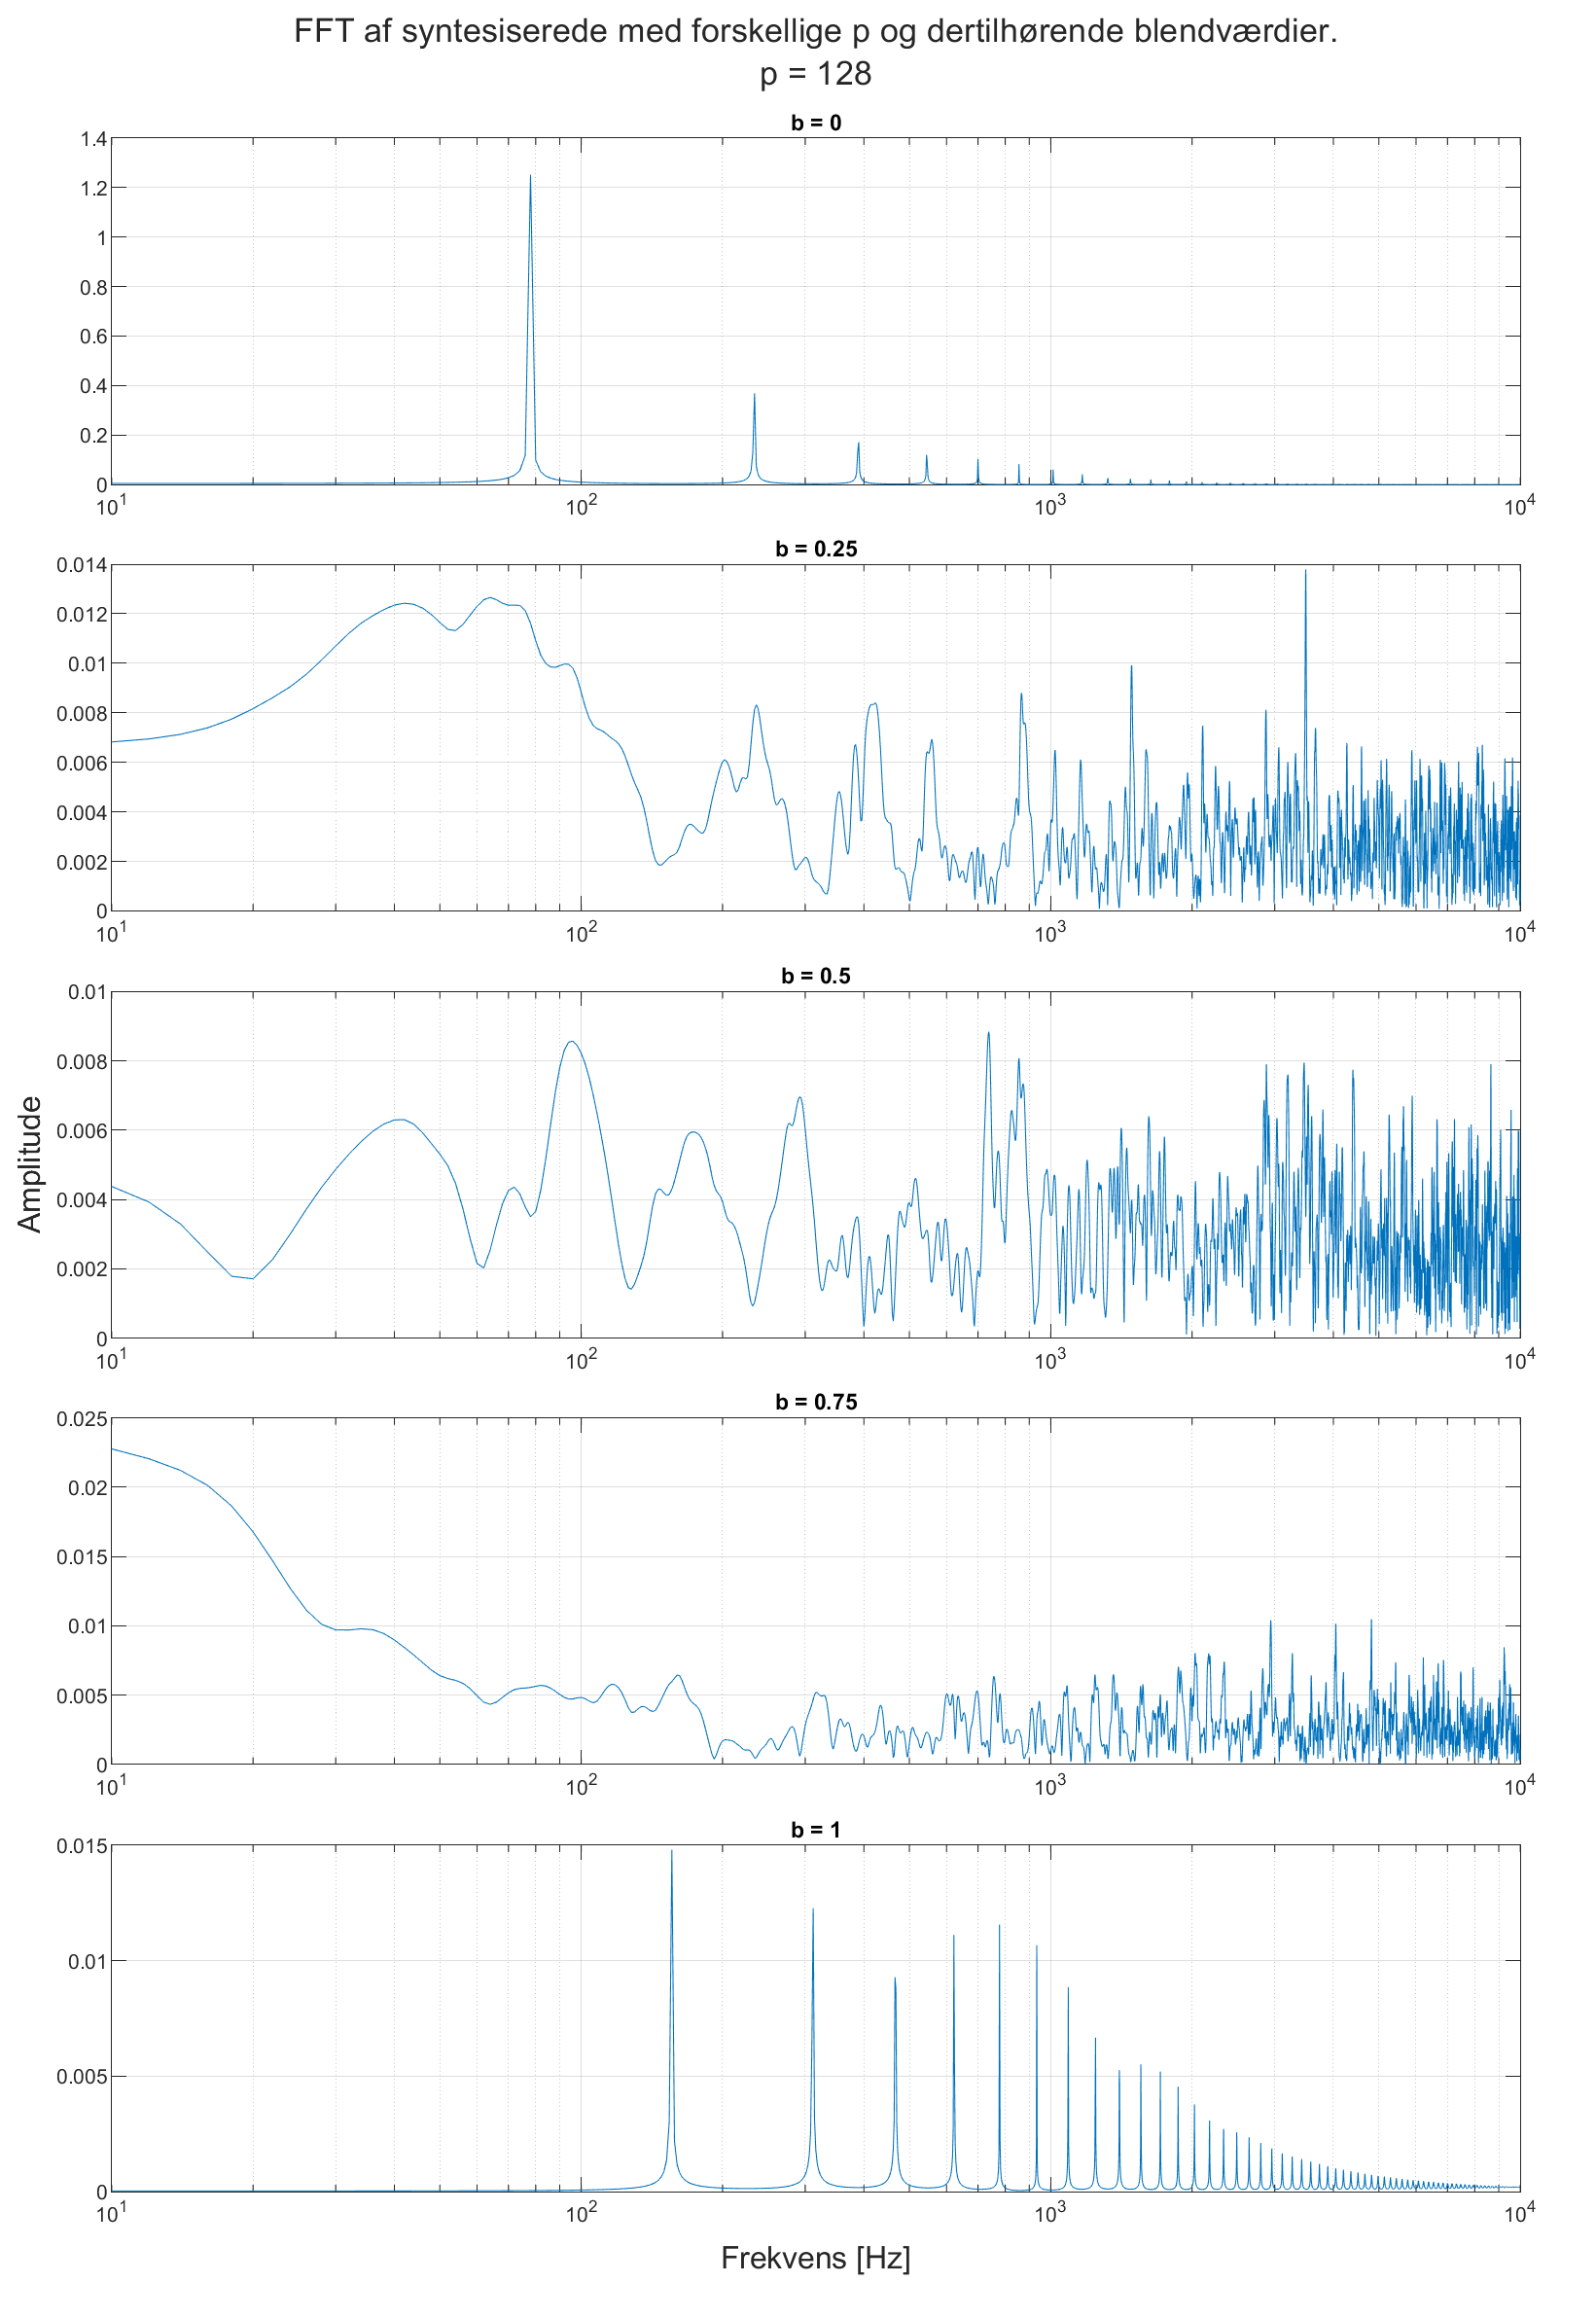 FFT af syntesiserede med forskellige p og dertilhørende blendværdier.
p = 128
b = 0
1.4
1.2
1
0.8
0.6
0.4
0.2
0
10^1 10^2 10^3 10^4
b = 0.25
0.014
0.012
0.01
0.008
0.006
0.004
0.002
0
10^1 10^2 10^3 10^4
b = 0.5
0.01
0.008
0.006
0.004
0.002
0
10^1 10^2 10^3 10^4
Amplitude
b = 0.75
0.025
0.02
0.015
0.01
0.005
0
10^1 10^2 10^3 10^4
b = 1
0.015
0.01
0.005
0
10^1 10^2 10^3 10^4
Frekvens [Hz]